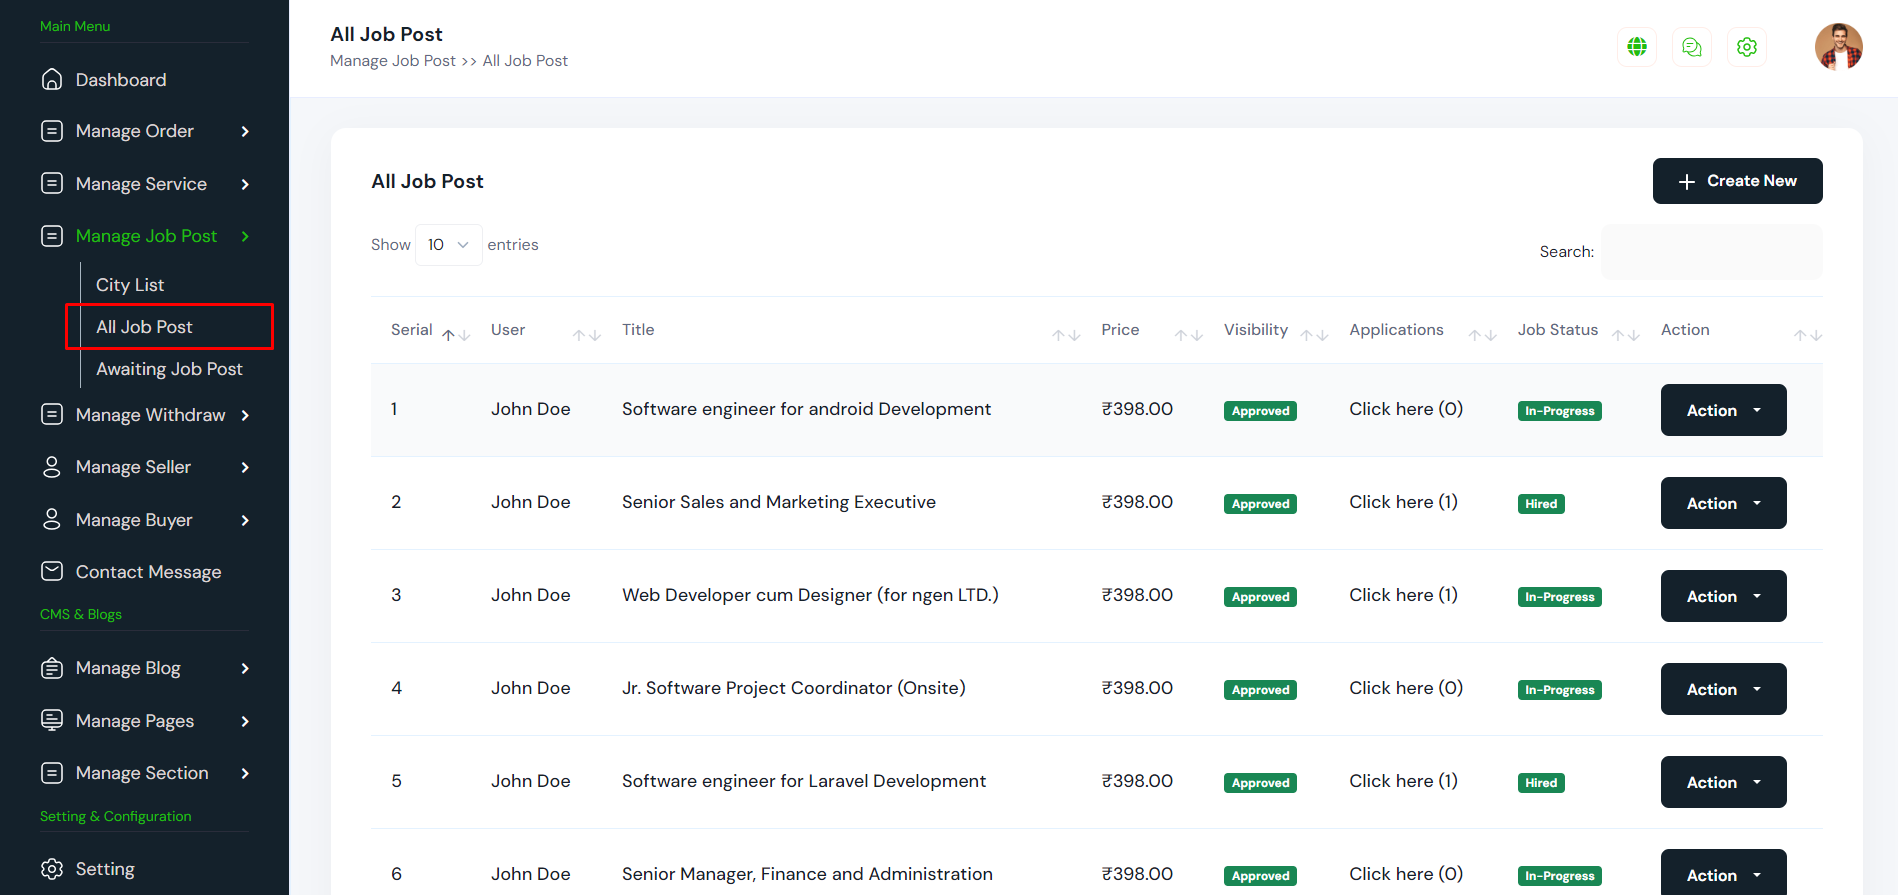 Main Menu
Dashboard
Manage Order
Manage Service
Manage Job Post
City List
All Job Post
Awaiting Job Post
Manage Withdraw
Manage Seller
Manage Buyer
Contact Message
CMS & Blogs
Manage Blog
Manage Pages
Manage Section
Setting & Configuration
Setting
All Job Post
Manage Job Post >> All Job Post
All Job Post
Create New
Show 10 entries
Search:
Serial User Title Price Visibility Applications Job Status Action
1 John Doe Software engineer for android Development ₹398.00 Approved Click here (0) In-Progress Action
2 John Doe Senior Sales and Marketing Executive ₹398.00 Approved Click here (1) Hired Action
3 John Doe Web Developer cum Designer (for ngen LTD.) ₹398.00 Approved Click here (1) In-Progress Action
4 John Doe Jr. Software Project Coordinator (Onsite) ₹398.00 Approved Click here (0) In-Progress Action
5 John Doe Software engineer for Laravel Development ₹398.00 Approved Click here (1) Hired Action
6 John Doe Senior Manager, Finance and Administration ₹398.00 Approved Click here (0) In-Progress Action